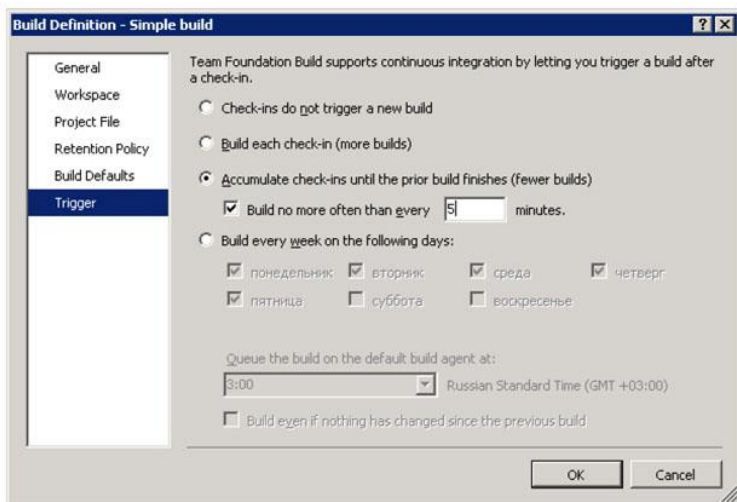 Build Definition - Simple build
General
Workspace
Project File
Retention Policy
Build Defaults
Trigger
Team Foundation Build supports continuous integration by letting you trigger a build after
a check-in.
Check-ins do not trigger a new build
Build each check-in (more builds)
Accumulate check-ins until the prior build finishes (fewer builds)
Build no more often than every 5 minutes.
Build every week on the following days:
понедельник вторник среда четверг
пятница суббота воскресенье
Queue the build on the default build agent at:
3:00 Russian Standard Time (GMT +03:00)
Build even if nothing has changed since the previous build
OK Cancel